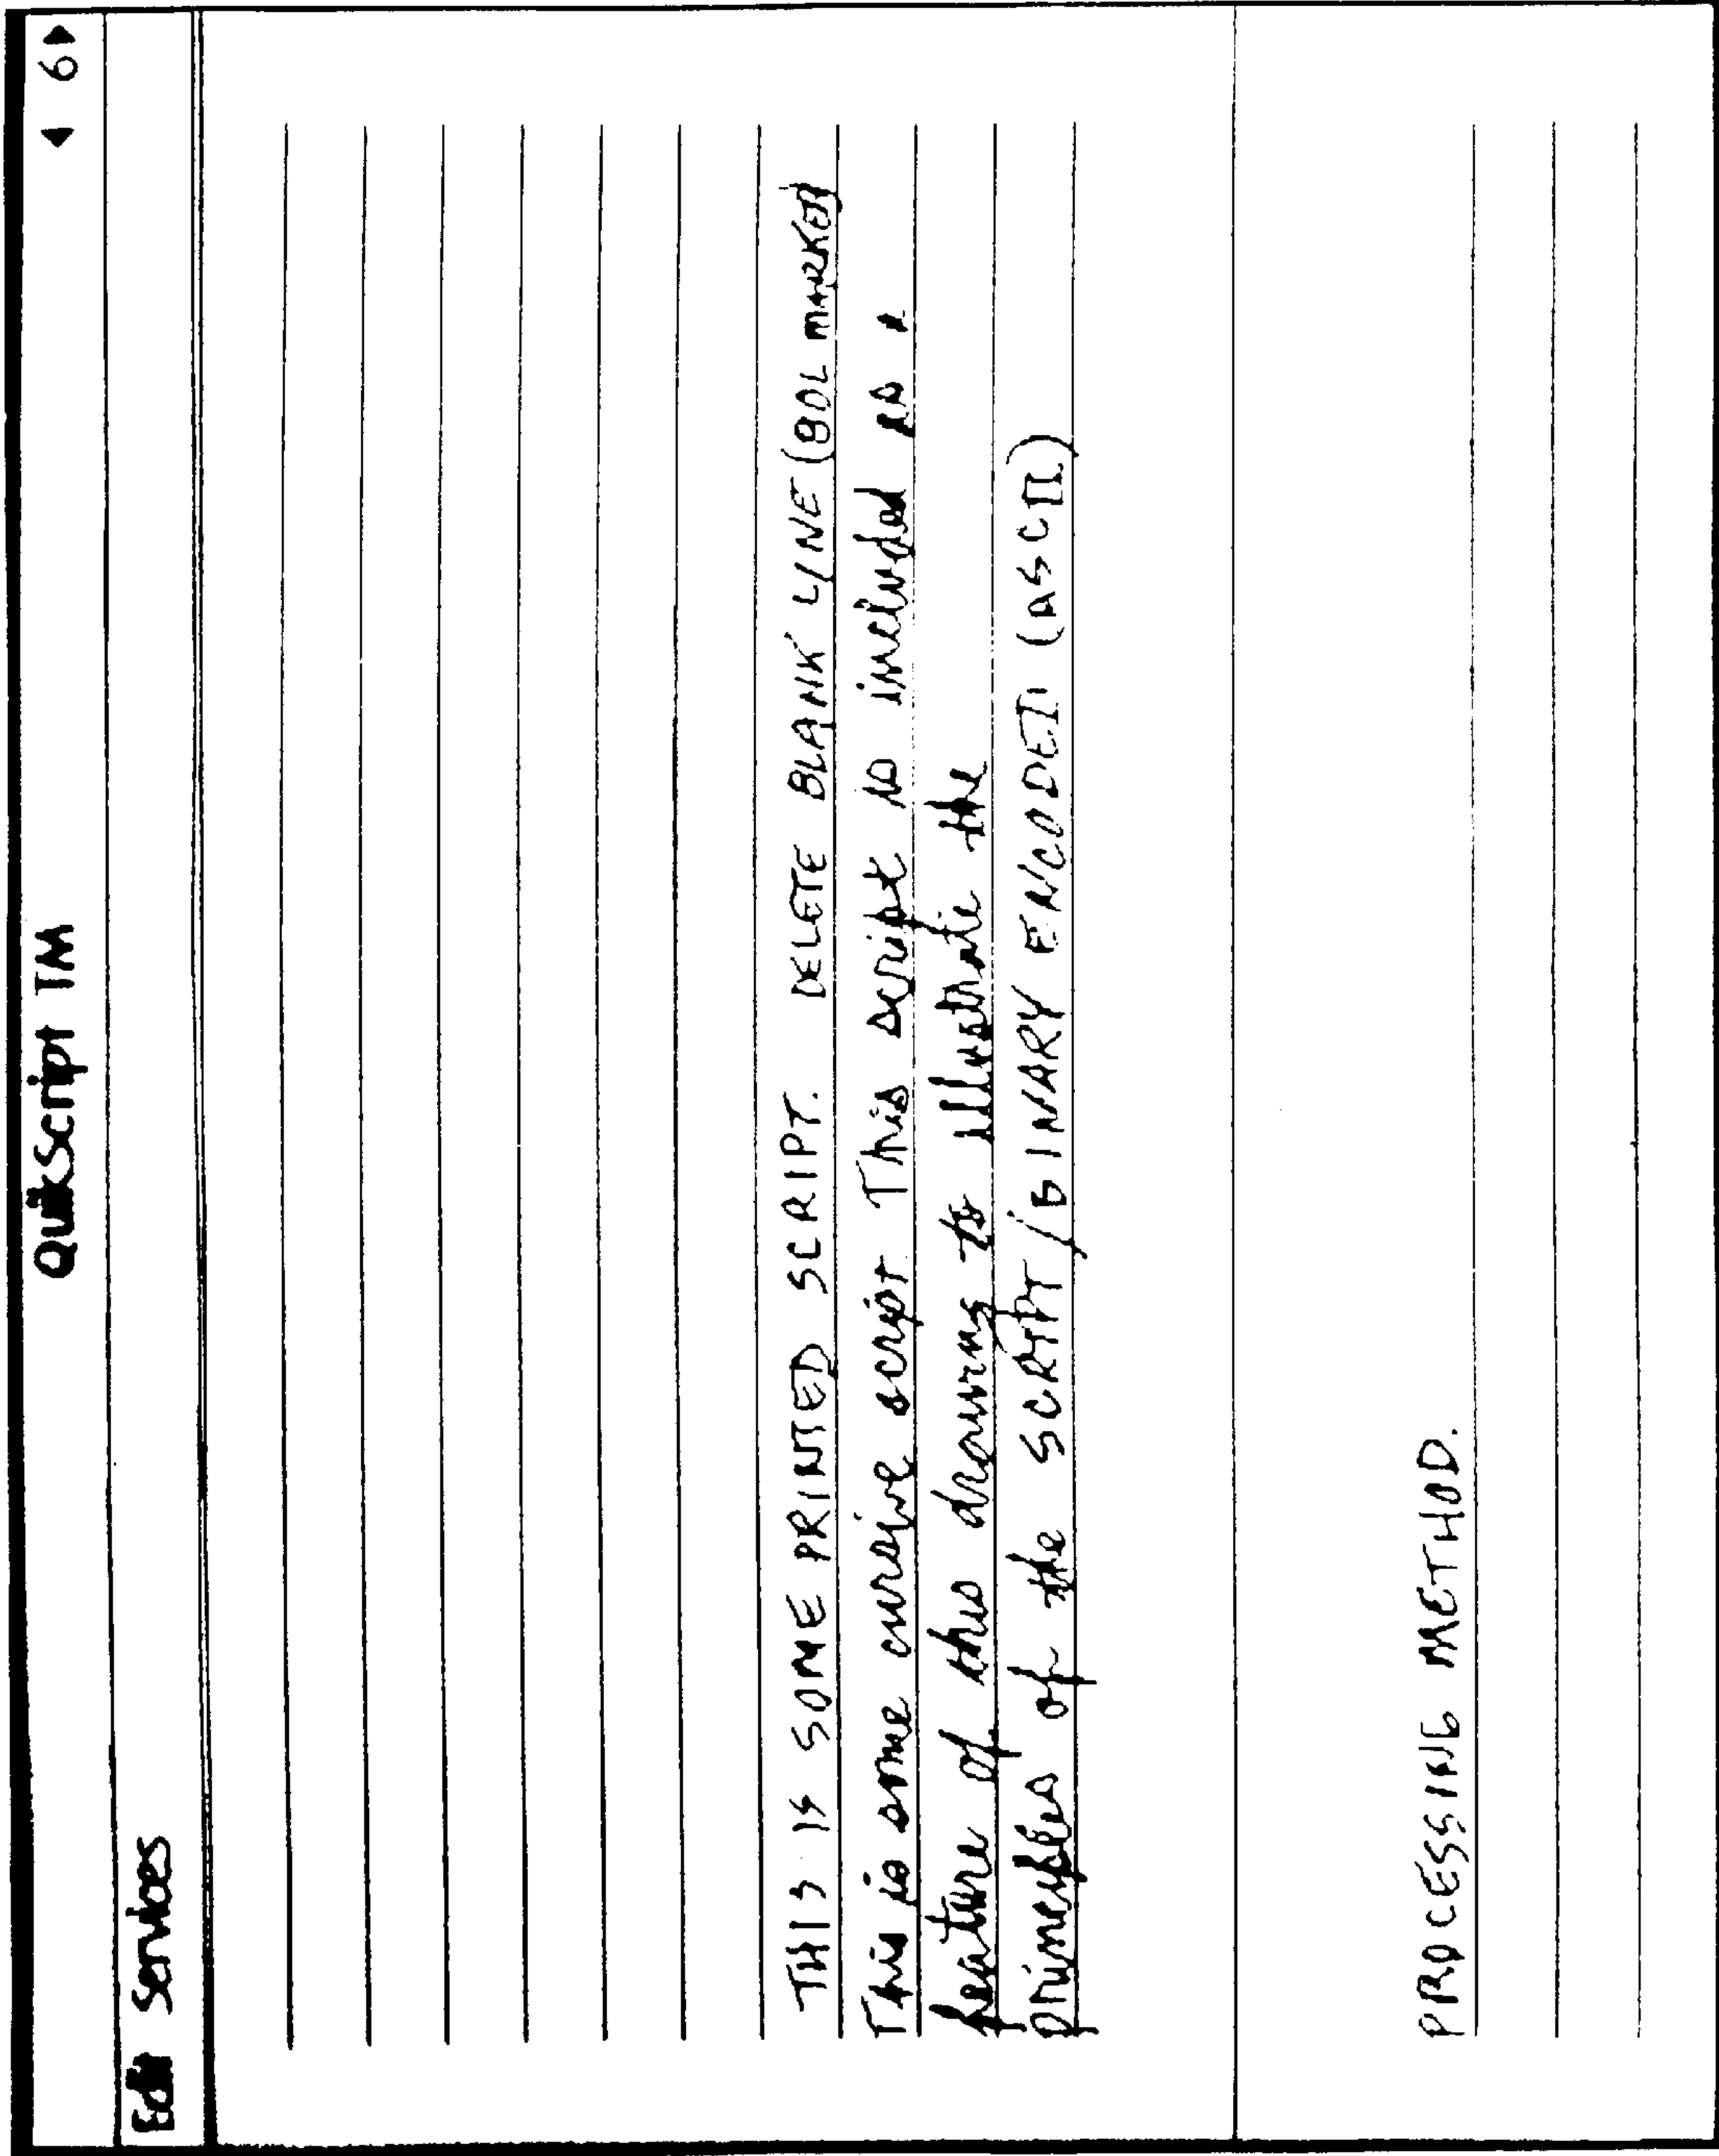 QuikScript TM
◀ 6 ▶
Edit Services
THIS IS SOME PRINTED SCRIPT. DELETE BLANK LINE (BOL MARKER)
This is some cursive script This script is included as a
feature of this drawing to illustrate the
principles of the SCRIPT/BINARY ENCODED (ASCII)
PROCESSING METHOD.